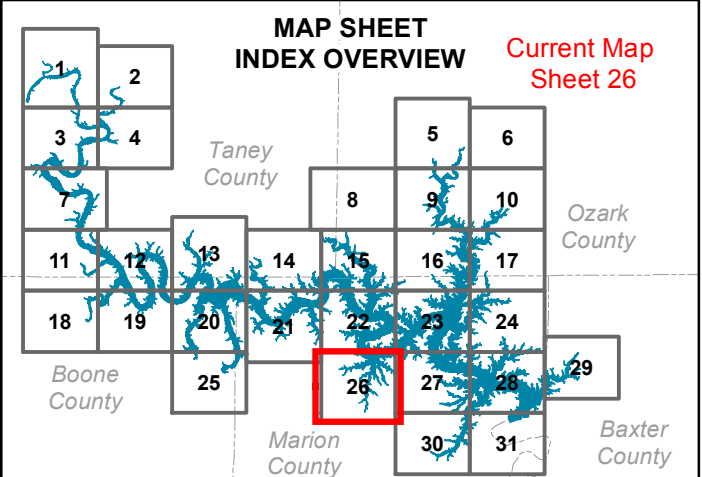 MAP SHEET
INDEX OVERVIEW
Current Map
Sheet 26
1
2
3
4
5
6
Taney
County
7
8
9
10
Ozark
County
11
12
13
14
15
16
17
18
19
20
21
22
23
24
25
26
27
28
29
Boone
County
Marion
County
30
31
Baxter
County